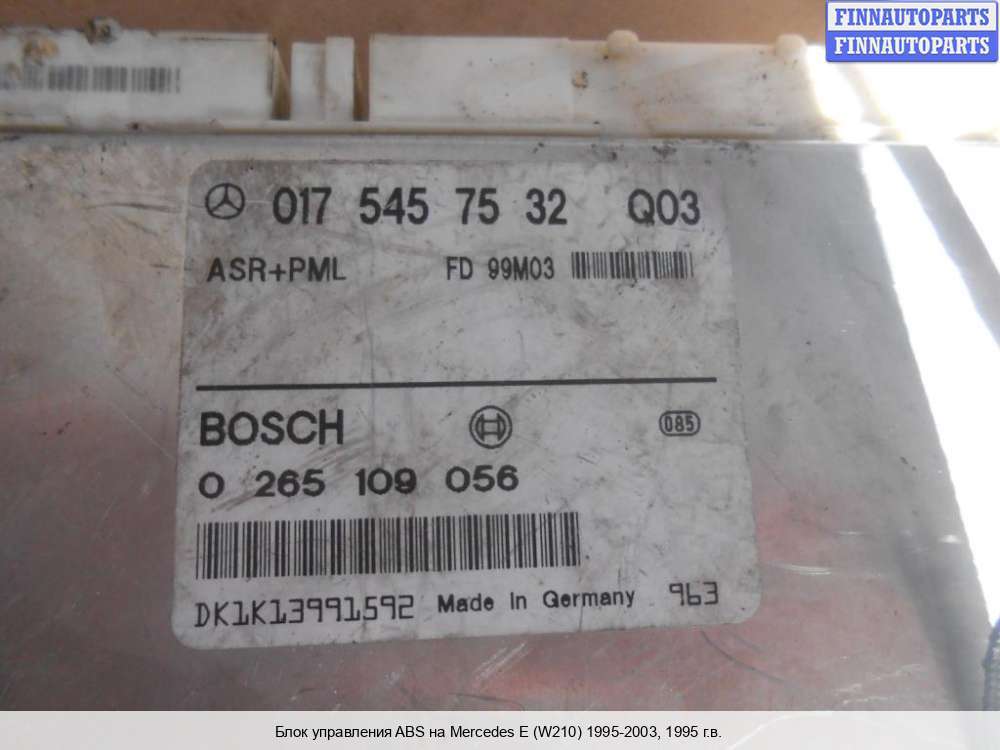 FINNAUTOPARTS
FINNAUTOPARTS
017 545 75 32 Q03
ASR+PML FD 99M03
BOSCH
085
0 265 109 056
DK1K13991592 Made in Germany 963
Блок управления ABS на Mercedes E (W210) 1995-2003, 1995 г.в.